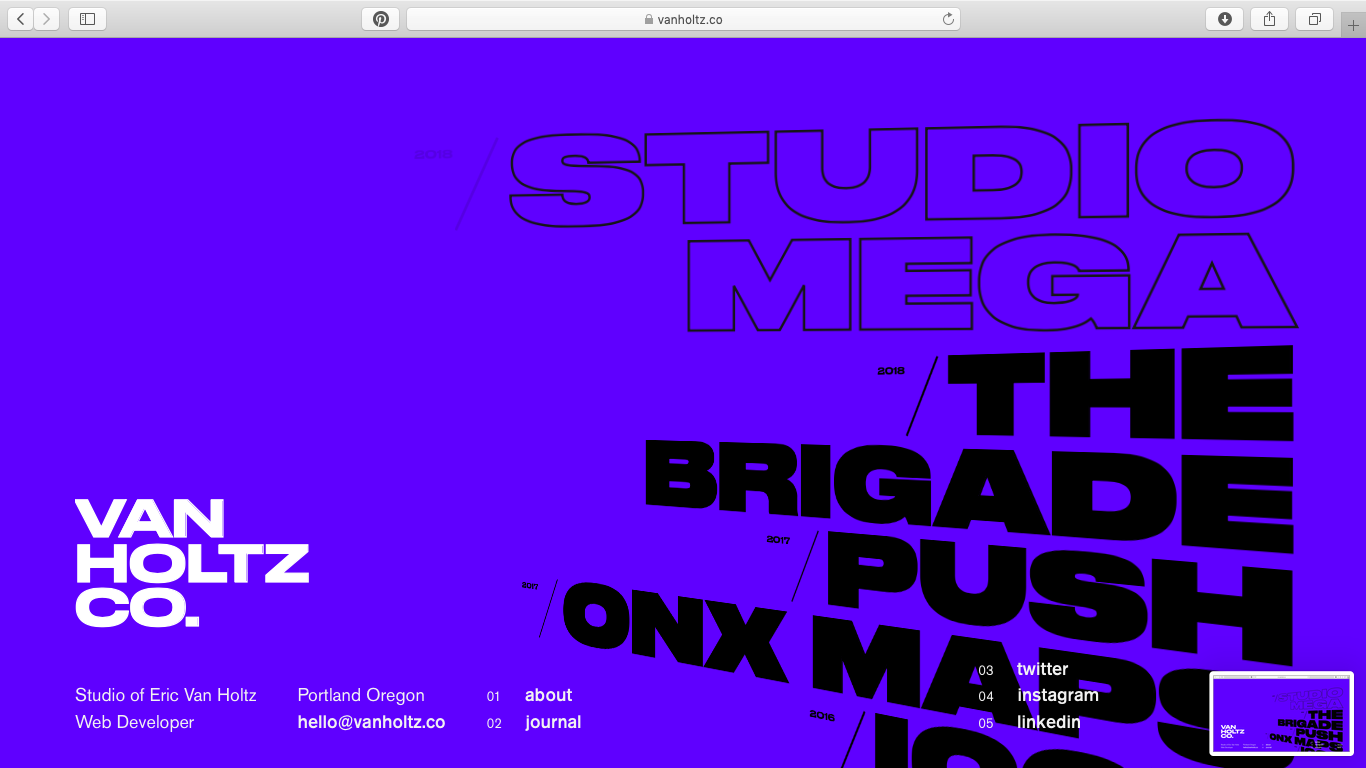 vanholtz.co
2018
/STUDIO
MEGA
2018
/THE
BRIGADE
2017
/PUSH
2017
/ONX MAPS
2016
VAN
HOLTZ
CO.
Studio of Eric Van Holtz
Web Developer
Portland Oregon
hello@vanholtz.co
01 about
02 journal
03 twitter
04 instagram
05 linkedin